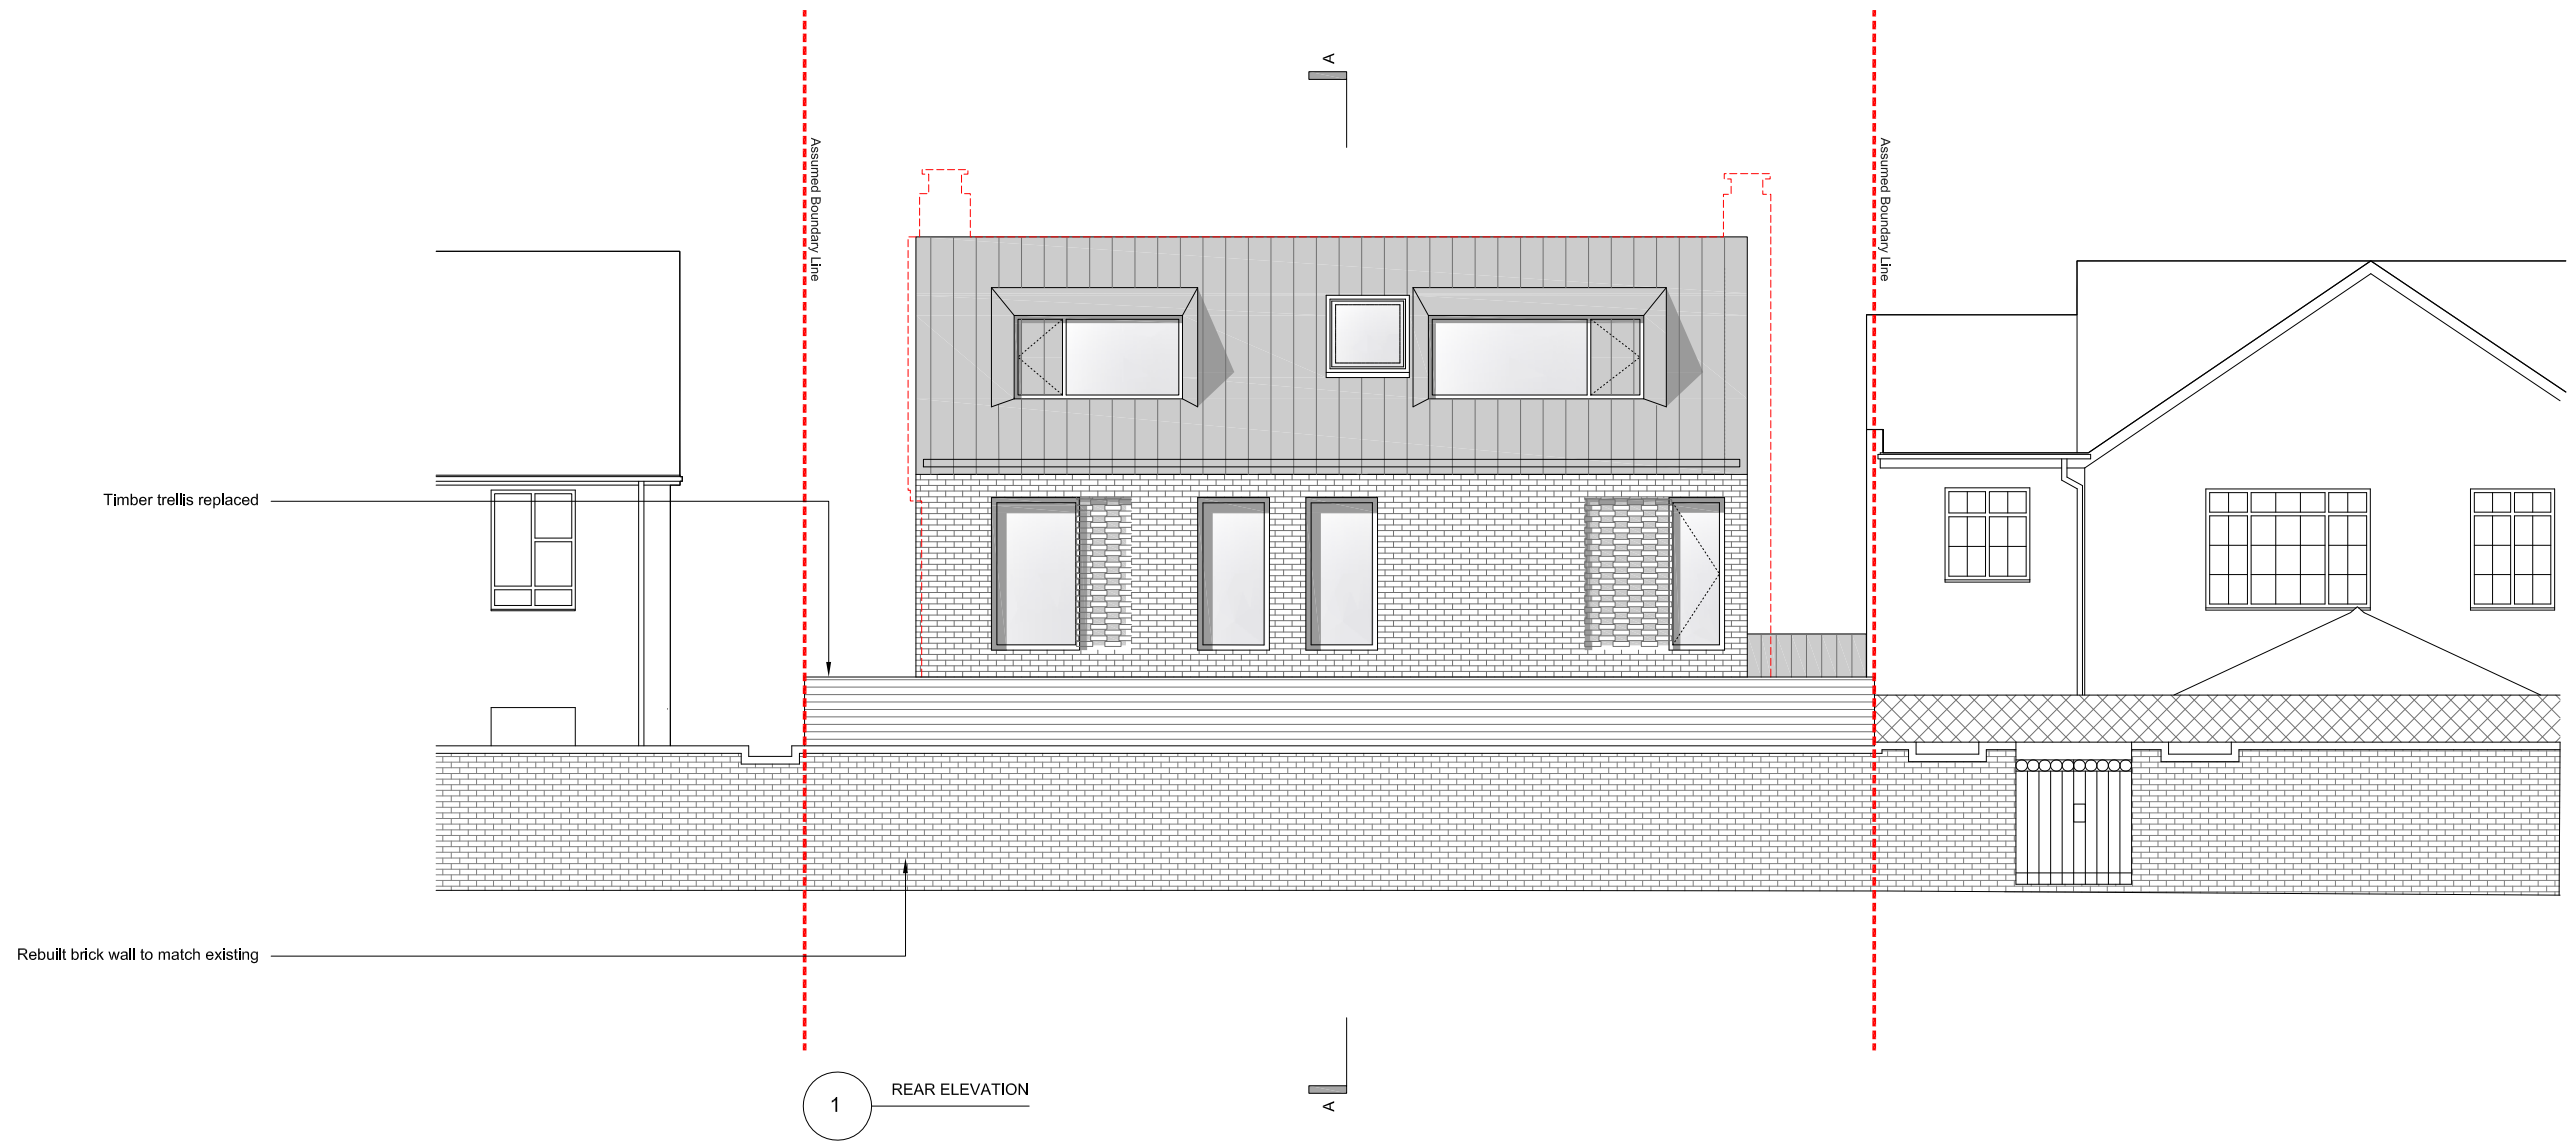 A
Assumed Boundary Line
Assumed Boundary Line
Timber trellis replaced
Rebuilt brick wall to match existing
1
REAR ELEVATION
A